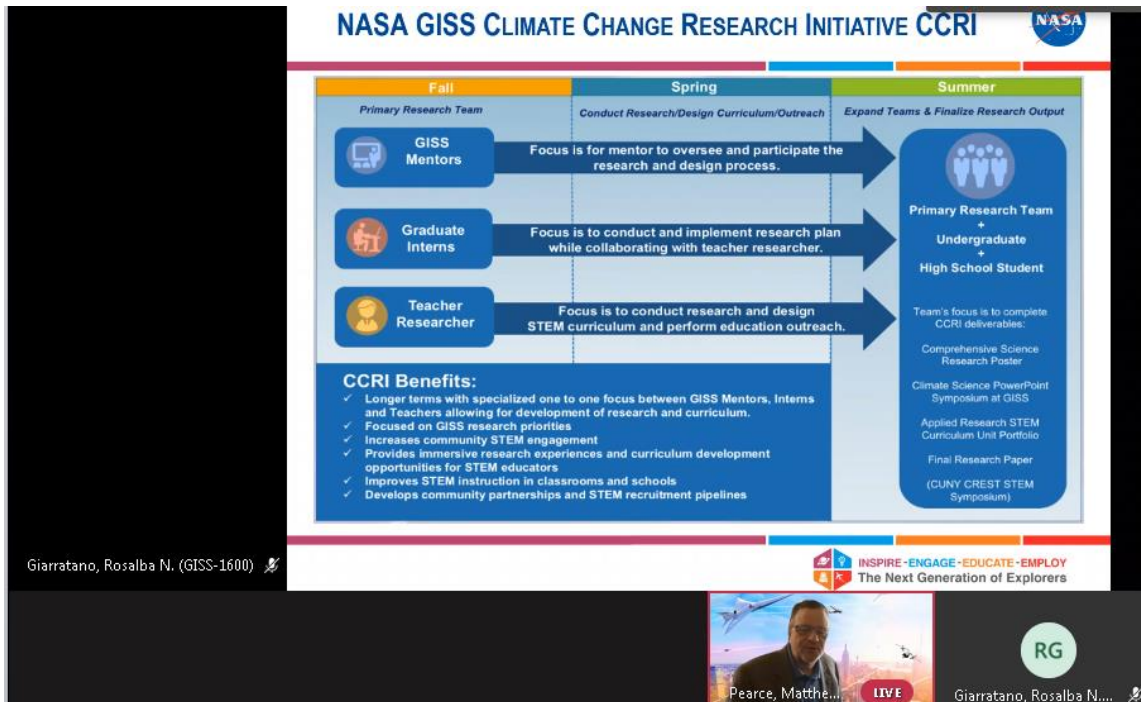 NASA GISS CLIMATE CHANGE RESEARCH INITIATIVE CCRI
NASA
Fall
Spring
Summer
Primary Research Team
Conduct Research/Design Curriculum/Outreach
Expand Teams & Finalize Research Output
GISS
Mentors
Focus is for mentor to oversee and participate the
research and design process.
Graduate
Interns
Focus is to conduct and implement research plan
while collaborating with teacher researcher.
Teacher
Researcher
Focus is to conduct research and design
STEM curriculum and perform education outreach.
Primary Research Team
+
Undergraduate
+
High School Student
Team's focus is to complete
CCRI deliverables:
Comprehensive Science
Research Poster
Climate Science PowerPoint
Symposium at GISS
Applied Research STEM
Curriculum Unit Portfolio
Final Research Paper
(CUNY CREST STEM
Symposium)
CCRI Benefits:
✓ Longer terms with specialized one to one focus between GISS Mentors, Interns
and Teachers allowing for development of research and curriculum.
✓ Focused on GISS research priorities
✓ Increases community STEM engagement
✓ Provides immersive research experiences and curriculum development
opportunities for STEM educators
✓ Improves STEM instruction in classrooms and schools
✓ Develops community partnerships and STEM recruitment pipelines
Giarratano, Rosalba N. (GISS-1600)
INSPIRE-ENGAGE-EDUCATE-EMPLOY
The Next Generation of Explorers
Pearce, Matthe...
LIVE
RG
Giarratano, Rosalba N....